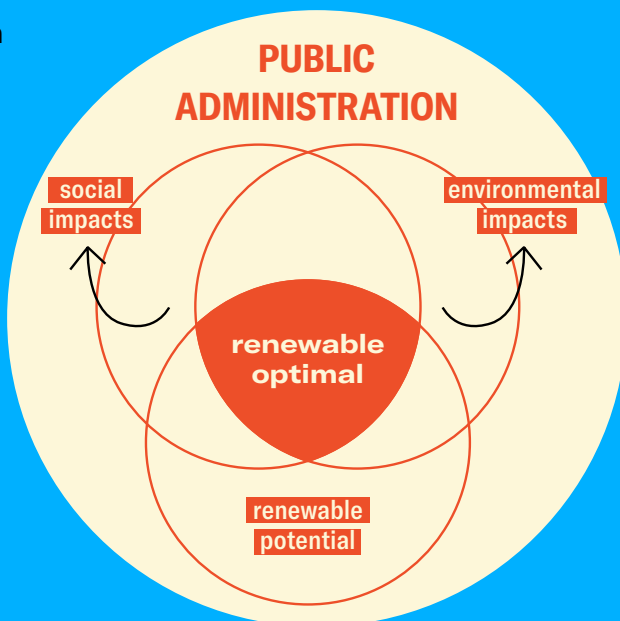 PUBLIC
ADMINISTRATION
social
impacts
environmental
impacts
renewable
optimal
renewable
potential